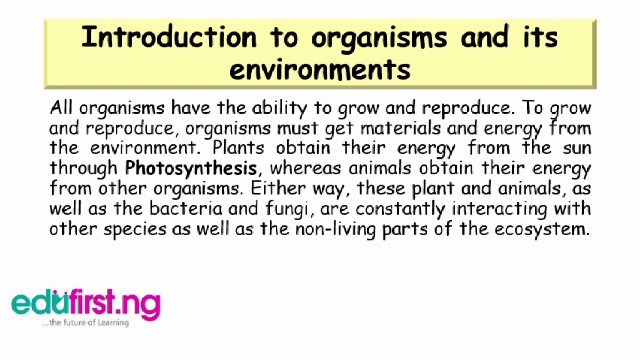 Introduction to organisms and its
environments
All organisms have the ability to grow and reproduce. To grow
and reproduce, organisms must get materials and energy from
the environment. Plants obtain their energy from the sun
through Photosynthesis, whereas animals obtain their energy
from other organisms. Either way, these plant and animals, as
well as the bacteria and fungi, are constantly interacting with
other species as well as the non-living parts of the ecosystem.
edufirst.ng
...the future of Learning